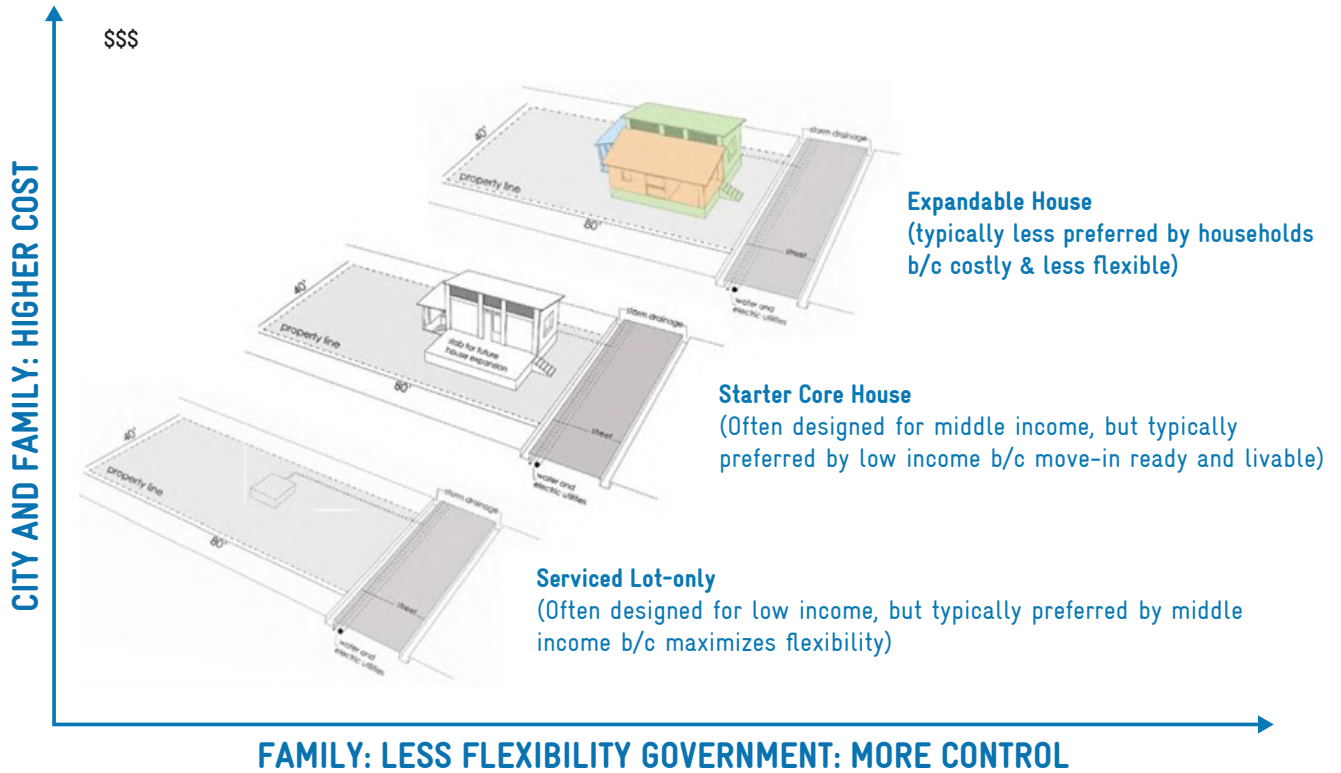 $$$
CITY AND FAMILY: HIGHER COST
40'
property line
80'
storm drainage
street
water and
electric utilities
Expandable House
(typically less preferred by households
b/c costly & less flexible)
40'
property line
80'
slab for future
house expansion
storm drainage
street
water and
electric utilities
Starter Core House
(Often designed for middle income, but typically
preferred by low income b/c move-in ready and livable)
40'
property line
80'
storm drainage
street
water and
electric utilities
Serviced Lot-only
(Often designed for low income, but typically preferred by middle
income b/c maximizes flexibility)
FAMILY: LESS FLEXIBILITY GOVERNMENT: MORE CONTROL